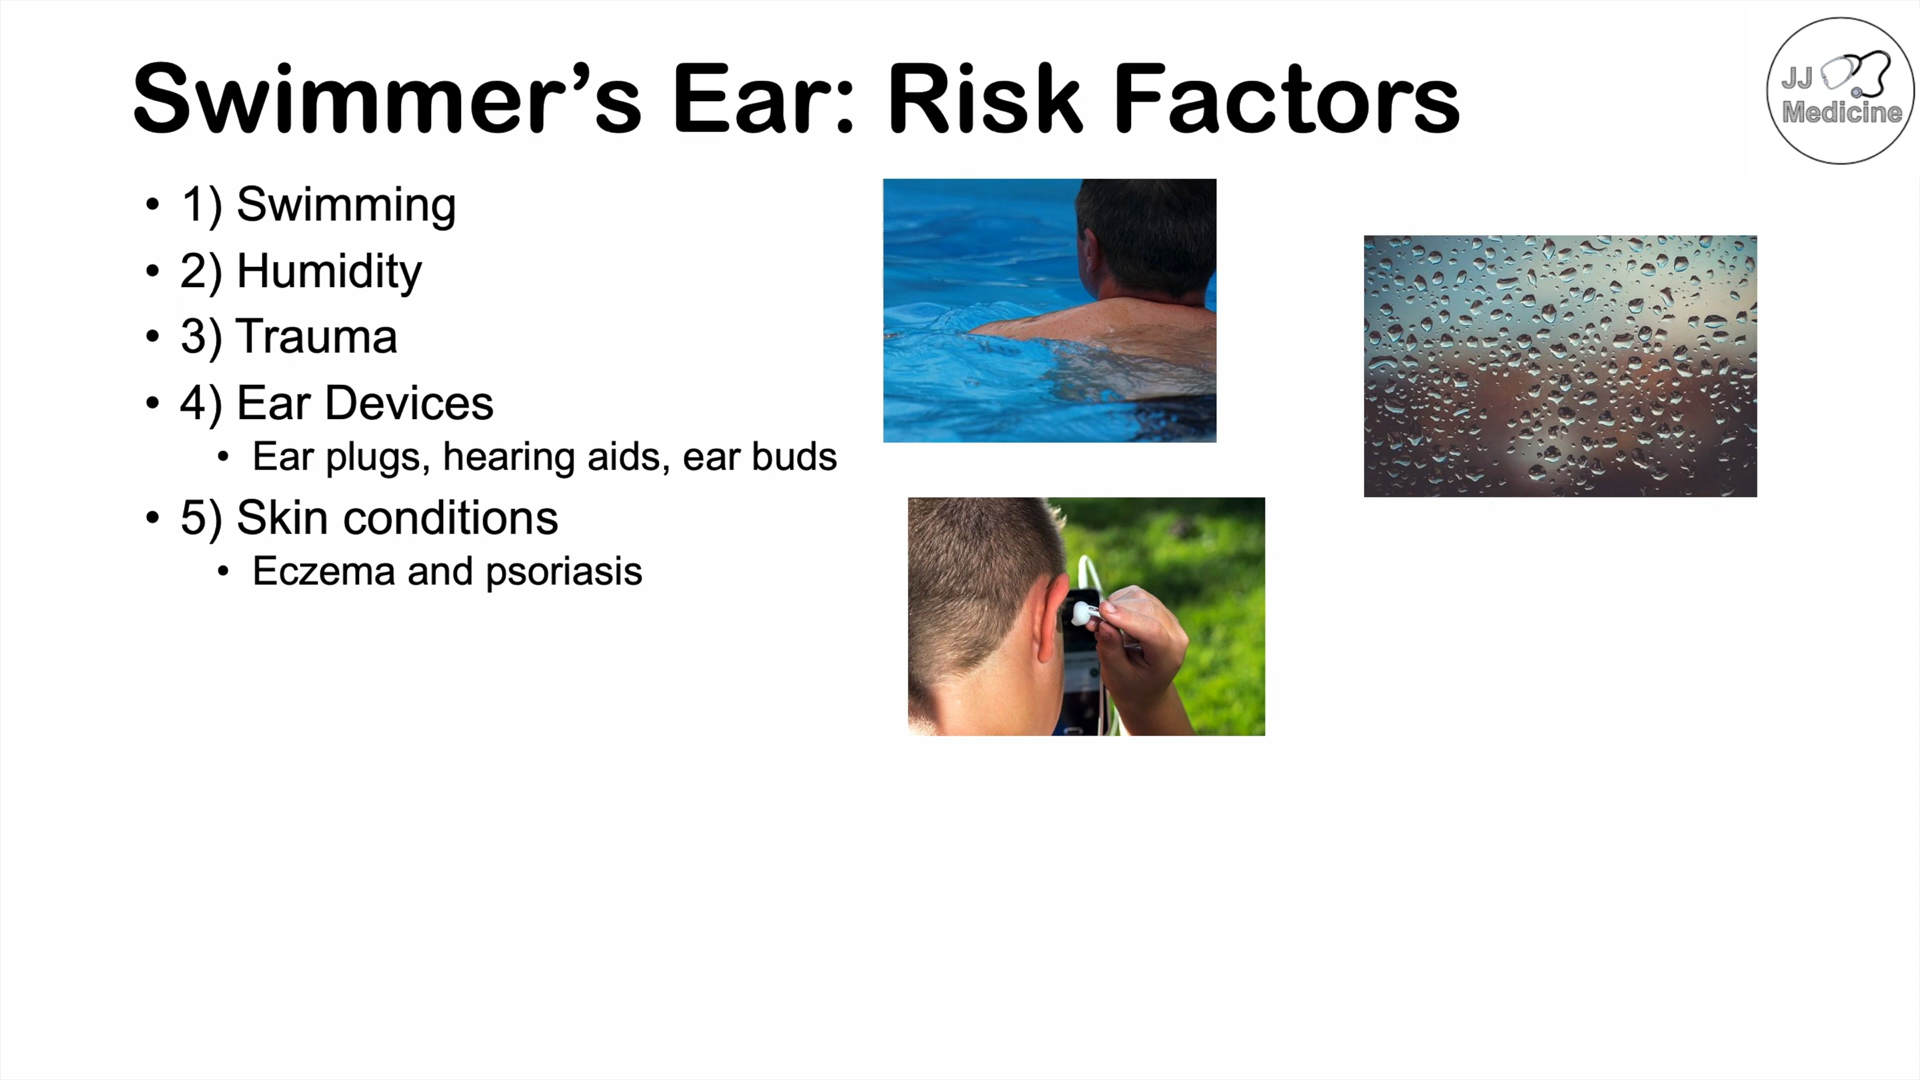 Swimmer’s Ear: Risk Factors
JJ
Medicine
• 1) Swimming
• 2) Humidity
• 3) Trauma
• 4) Ear Devices
• Ear plugs, hearing aids, ear buds
• 5) Skin conditions
• Eczema and psoriasis